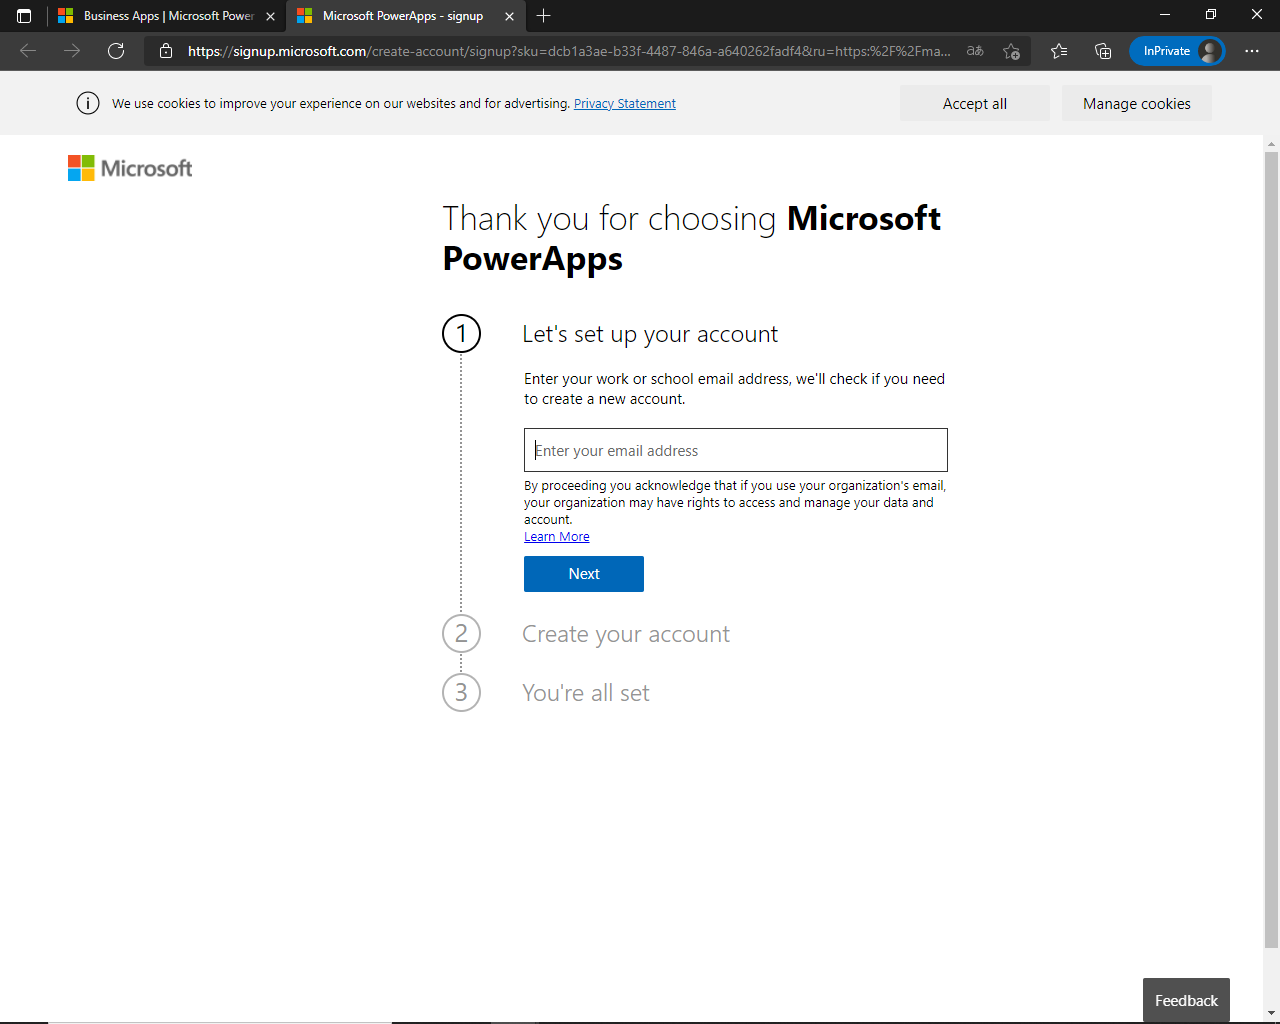 Business Apps | Microsoft Power
Microsoft PowerApps - signup
https://signup.microsoft.com/create-account/signup?sku=dcb1a3ae-b33f-4487-846a-a640262fadf4&ru=https:%2F%2Fma...
InPrivate
We use cookies to improve your experience on our websites and for advertising. Privacy Statement
Accept all
Manage cookies
Microsoft
Thank you for choosing Microsoft
PowerApps
1
Let's set up your account
Enter your work or school email address, we'll check if you need
to create a new account.
Enter your email address
By proceeding you acknowledge that if you use your organization's email,
your organization may have rights to access and manage your data and
account.
Learn More
Next
2
Create your account
3
You're all set
Feedback